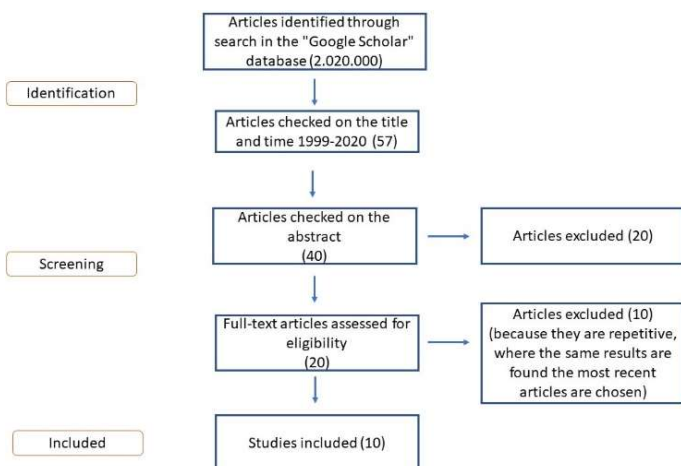 Articles identified through
search in the "Google Scholar"
database (2.020.000)
Identification
Articles checked on the title
and time 1999-2020 (57)
Articles checked on the
abstract
(40)
Articles excluded (20)
Screening
Full-text articles assessed for
eligibility
(20)
Articles excluded (10)
(because they are repetitive,
where the same results are
found the most recent
articles are chosen)
Included
Studies included (10)